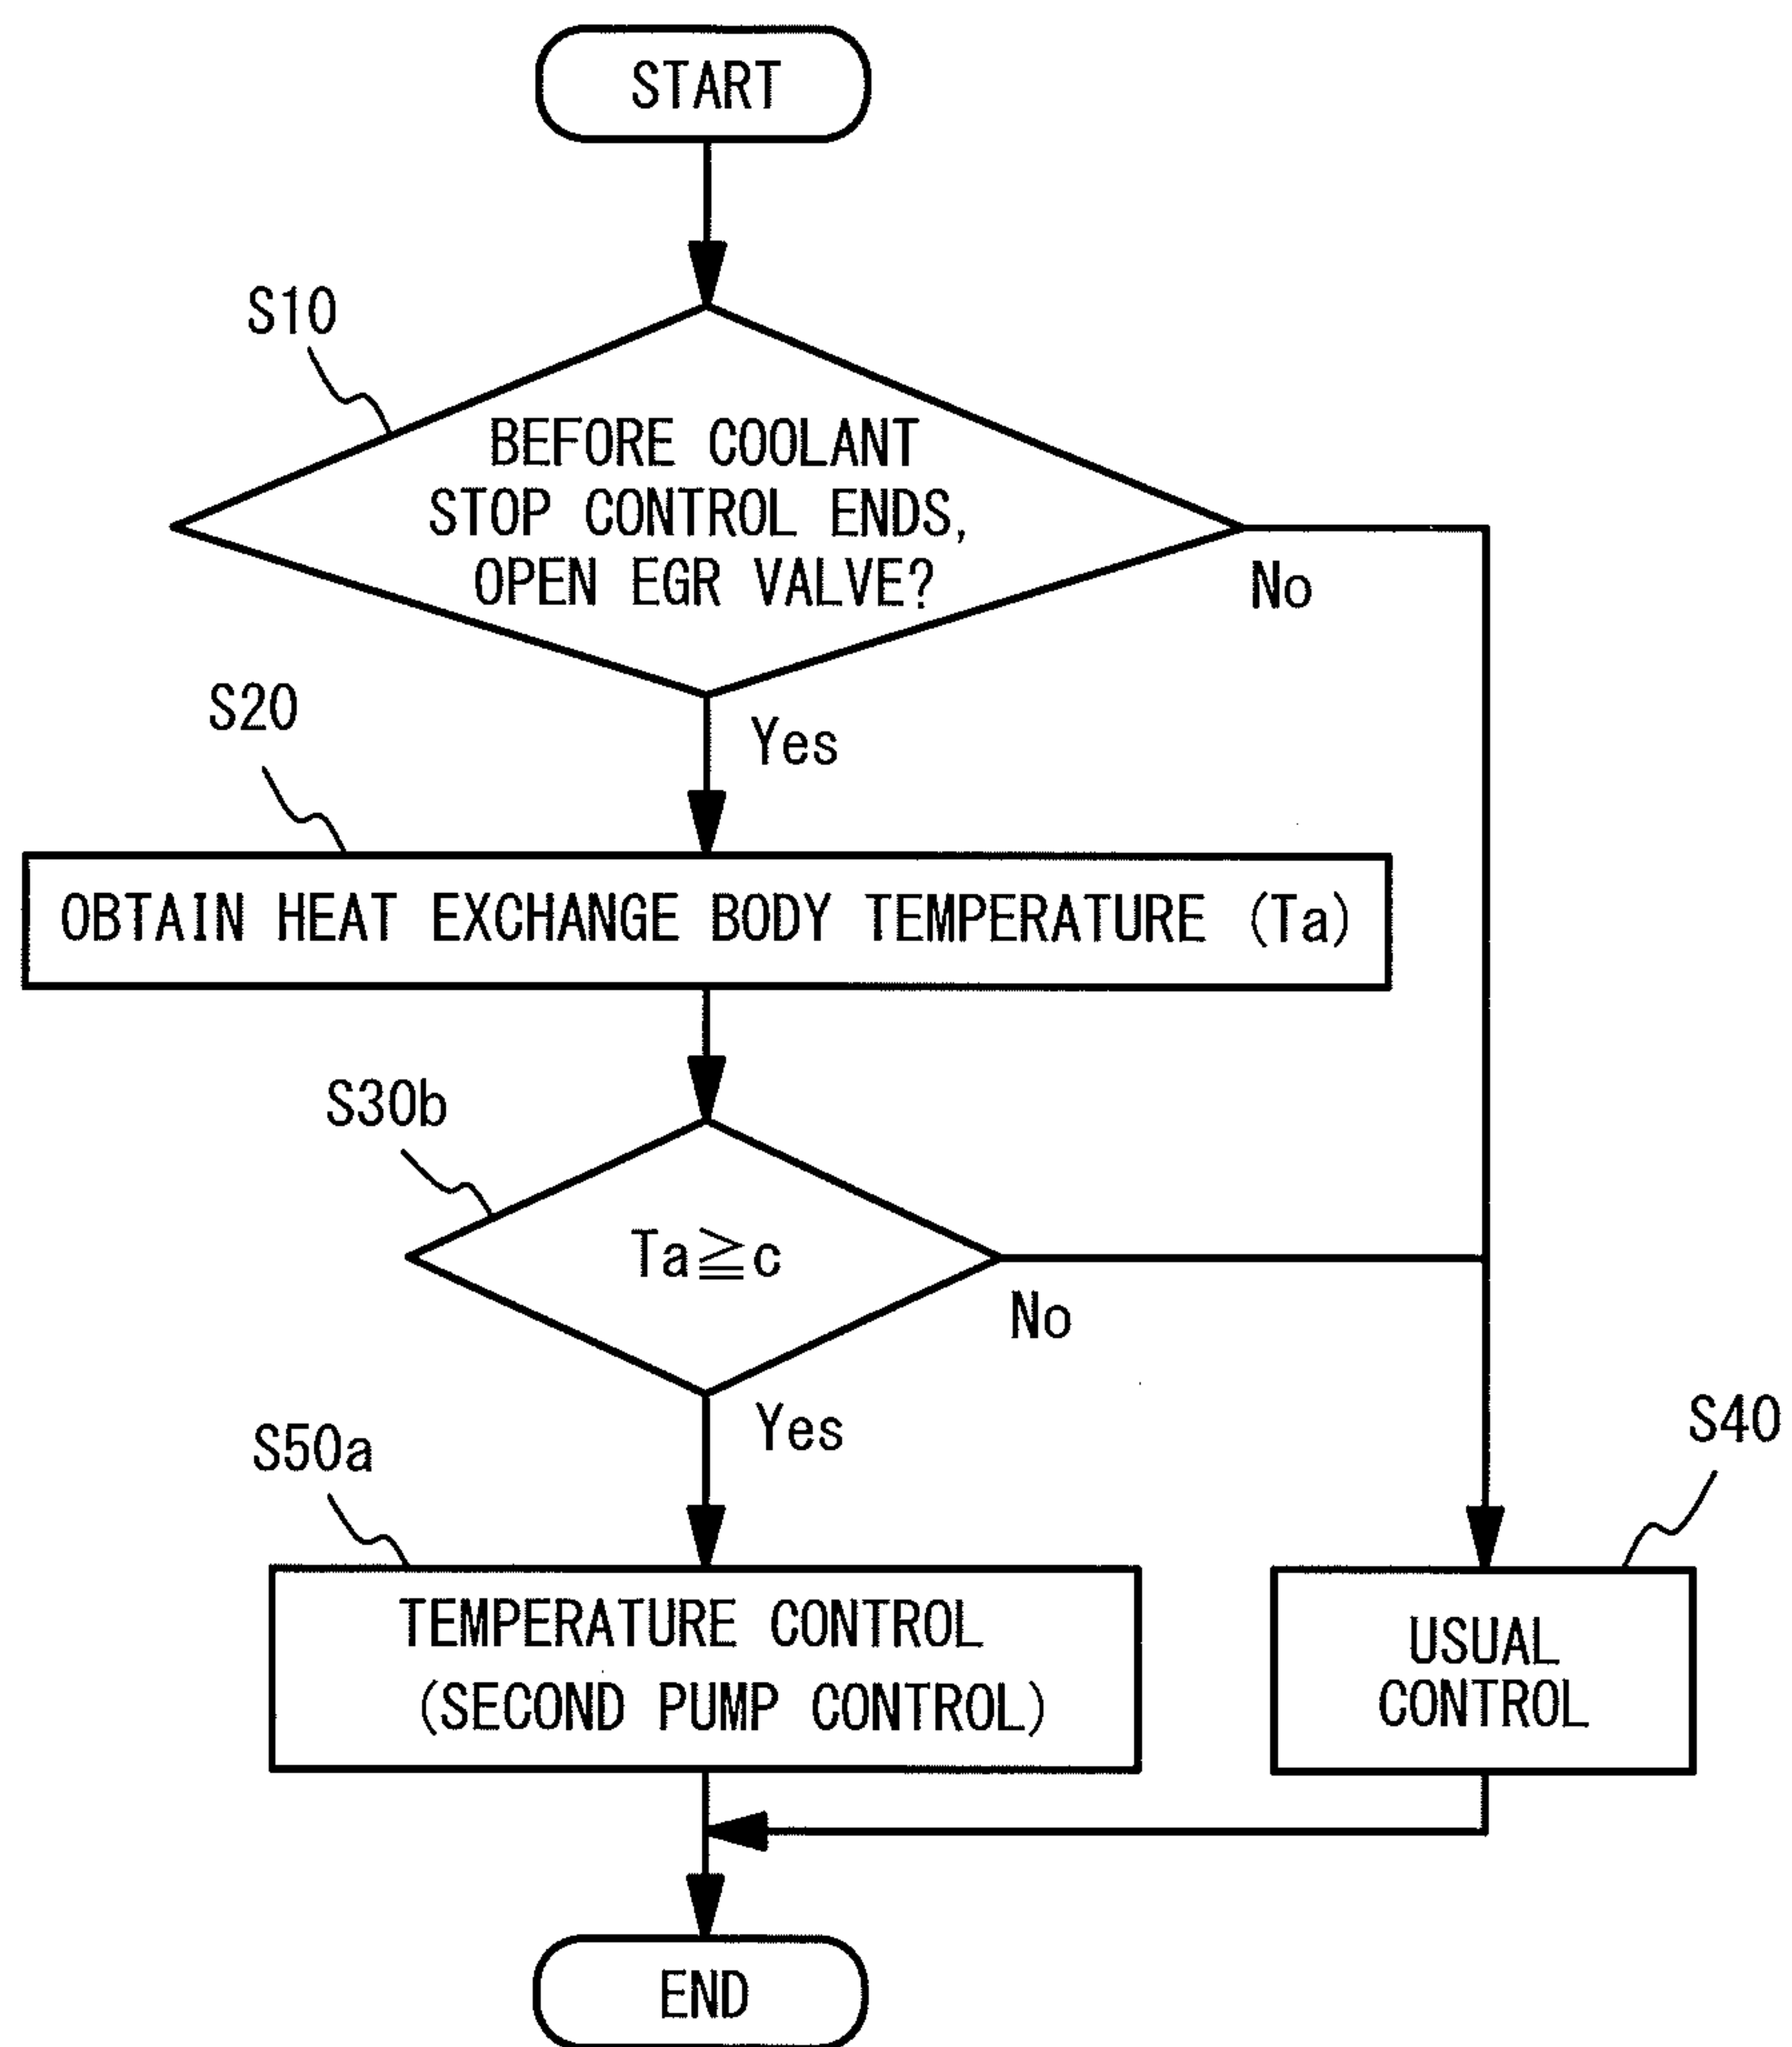 START
S10
BEFORE COOLANT
STOP CONTROL ENDS,
OPEN EGR VALVE?
No
S20
Yes
OBTAIN HEAT EXCHANGE BODY TEMPERATURE (Ta)
S30b
Ta≧c
No
Yes
S50a
S40
TEMPERATURE CONTROL
(SECOND PUMP CONTROL)
USUAL
CONTROL
END